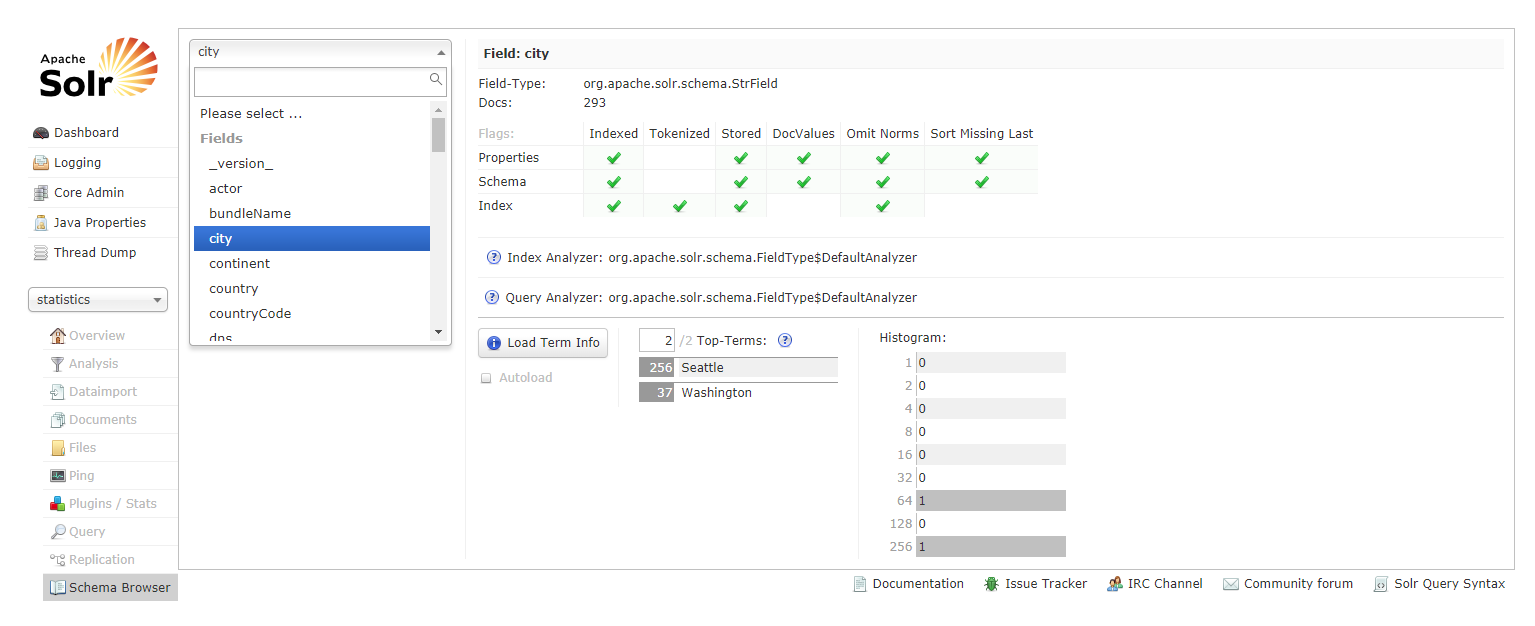 Apache
Solr
Dashboard
Logging
Core Admin
Java Properties
Thread Dump
statistics
Overview
Analysis
Dataimport
Documents
Files
Ping
Plugins / Stats
Query
Replication
Schema Browser
city
Please select ...
Fields
_version_
actor
bundleName
city
continent
country
countryCode
dns
Field: city
Field-Type: org.apache.solr.schema.StrField
Docs: 293
Flags: Indexed Tokenized Stored DocValues Omit Norms Sort Missing Last
Properties
Schema
Index
? Index Analyzer: org.apache.solr.schema.FieldType$DefaultAnalyzer
? Query Analyzer: org.apache.solr.schema.FieldType$DefaultAnalyzer
i Load Term Info
Autoload
2 /2 Top-Terms: ?
256 Seattle
37 Washington
Histogram:
1 0
2 0
4 0
8 0
16 0
32 0
64 1
128 0
256 1
Documentation Issue Tracker IRC Channel Community forum Solr Query Syntax